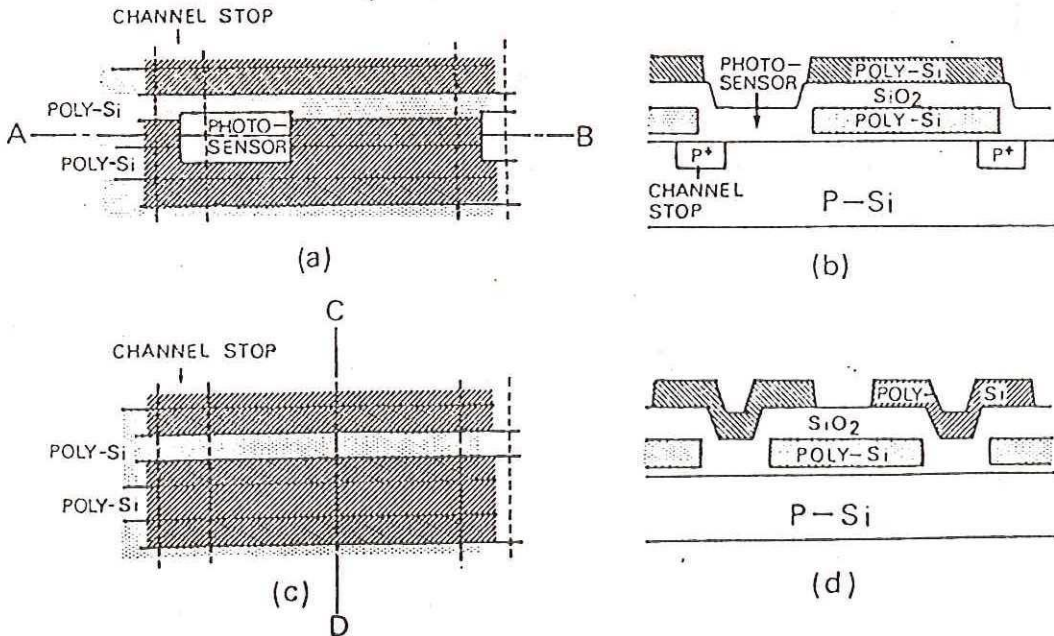 CHANNEL STOP
POLY-Si
A
PHOTO-
SENSOR
B
POLY-Si
(a)
PHOTO-
SENSOR
POLY-Si
SiO2
POLY-Si
P+
P+
CHANNEL
STOP
P-Si
(b)
C
CHANNEL STOP
POLY-Si
POLY-Si
(c)
D
POLY-
Si
SiO2
POLY-Si
P-Si
(d)